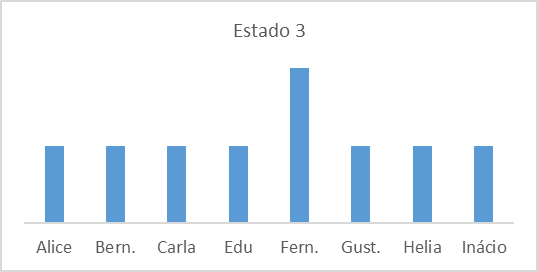 Estado 3
Alice Bern. Carla Edu Fern. Gust. Helia Inácio